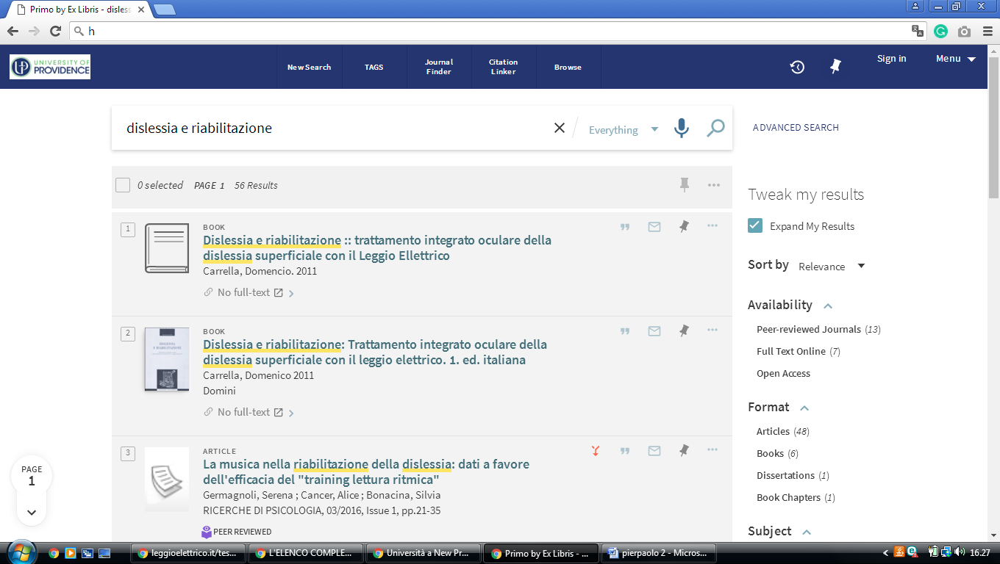 Primo by Ex Libris - disles
h
UNIVERSITY OF
PROVIDENCE
New Search
TAGS
Journal
Finder
Citation
Linker
Browse
Sign in
Menu
dislessia e riabilitazione
Everything
ADVANCED SEARCH
0 selected PAGE 1 56 Results
1
BOOK
Dislessia e riabilitazione :: trattamento integrato oculare della
dislessia superficiale con il Leggio Ellettrico
Carrella, Domencio. 2011
No full-text
2
BOOK
Dislessia e riabilitazione: Trattamento integrato oculare della
dislessia superficiale con il leggio elettrico. 1. ed. italiana
Carrella, Domenico 2011
Domini
No full-text
3
ARTICLE
La musica nella riabilitazione della dislessia: dati a favore
dell'efficacia del "training lettura ritmica"
Germagnoli, Serena ; Cancer, Alice ; Bonacina, Silvia
RICERCHE DI PSICOLOGIA, 03/2016, Issue 1, pp.21-35
PEER REVIEWED
Tweak my results
Expand My Results
Sort by Relevance
Availability
Peer-reviewed Journals (13)
Full Text Online (7)
Open Access
Format
Articles (48)
Books (6)
Dissertations (1)
Book Chapters (1)
Subject
PAGE
1
leggioelettrico.it/tes...
L'ELENCO COMPLE...
Università a New Pr...
Primo by Ex Libris - ...
pierpaolo 2 - Micros...
16.27